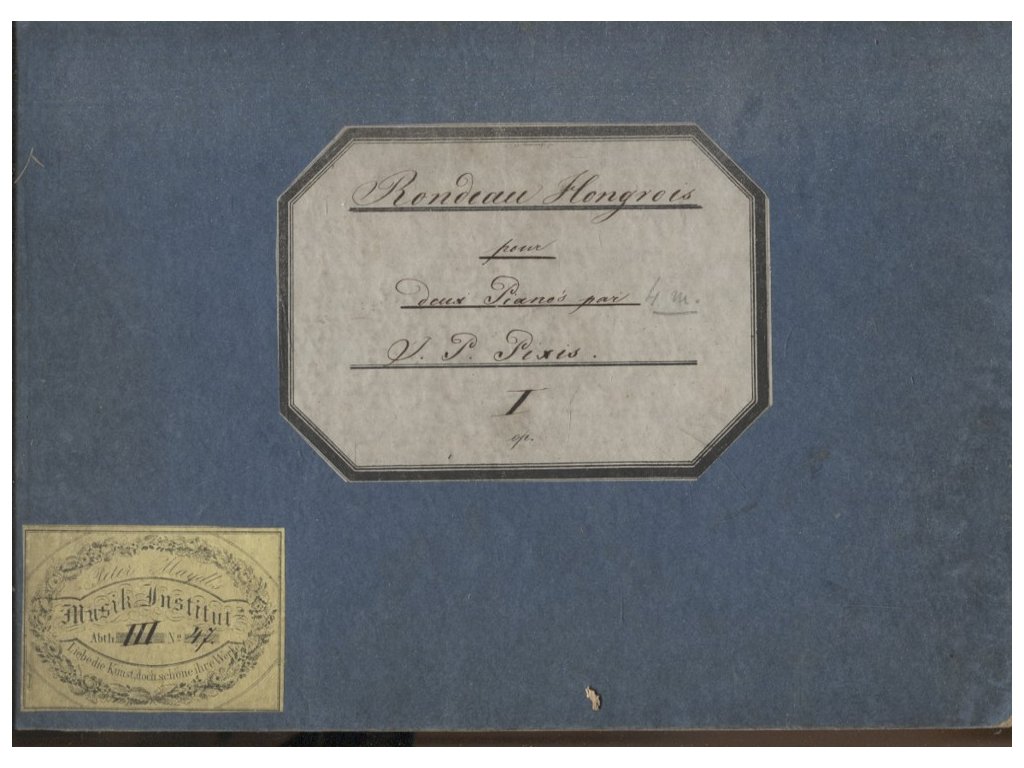 Rondeau Hongrois
pour
deux Pianos par 4 m.
J. P. Pixis.
I
op.
Peter
Musik-Institut
Abth. III No. 47.
Liebe die Kunst, doch schone ihre Werke